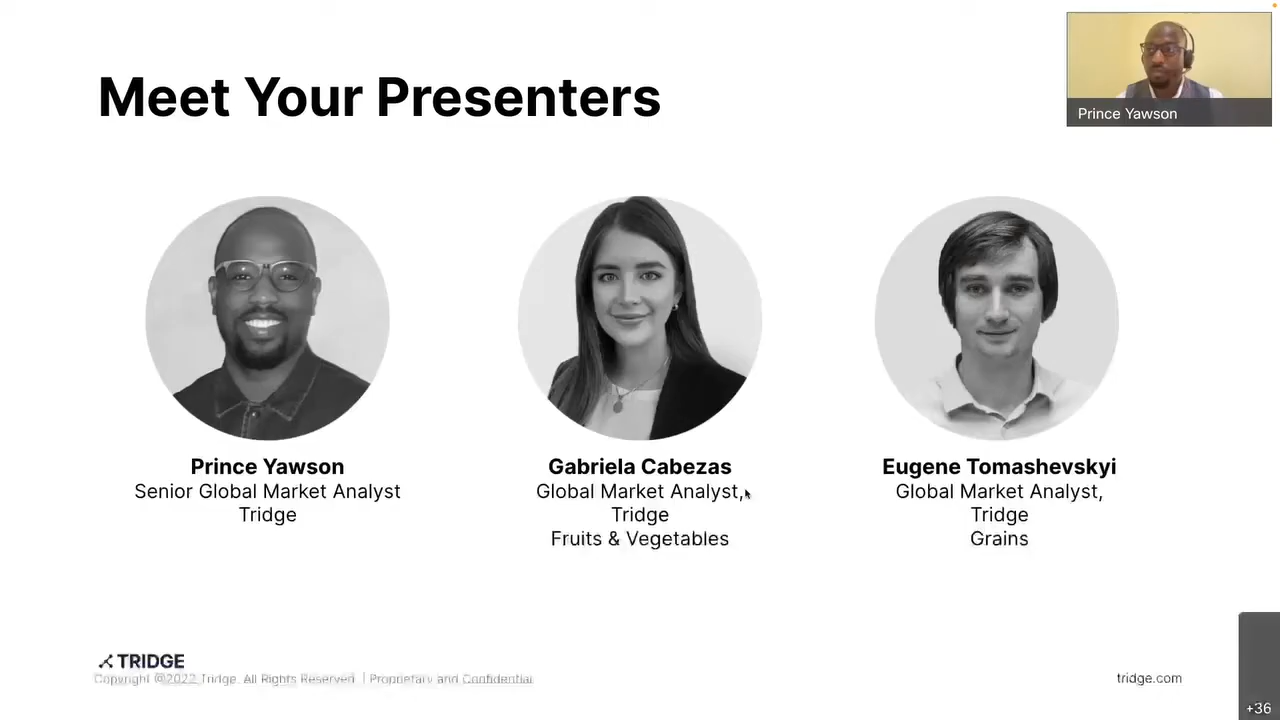 Meet Your Presenters
Prince Yawson
Prince Yawson
Senior Global Market Analyst
Tridge
Gabriela Cabezas
Global Market Analyst,
Tridge
Fruits & Vegetables
Eugene Tomashevskyi
Global Market Analyst,
Tridge
Grains
TRIDGE
Copyright @2022 Tridge. All Rights Reserved. | Proprietary and Confidential
tridge.com
+36